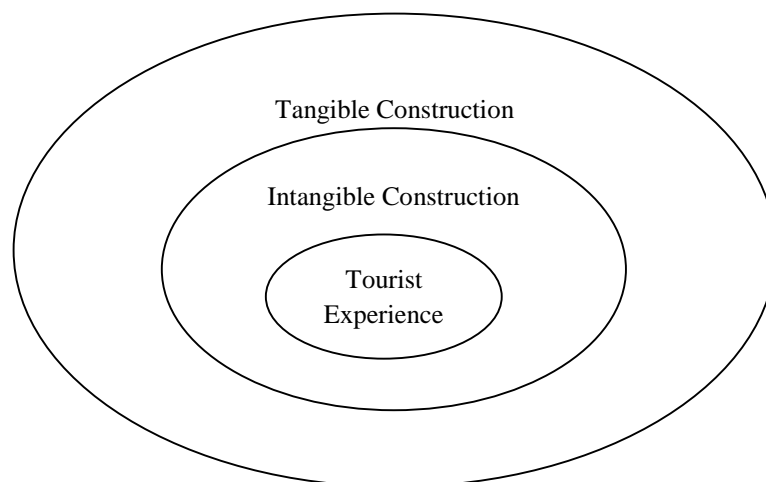 Tangible Construction
Intangible Construction
Tourist
Experience